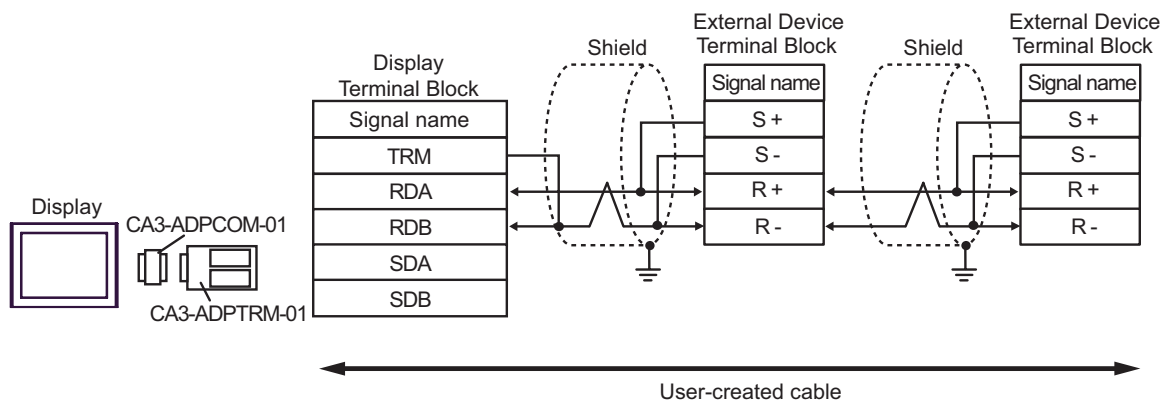 Display
CA3-ADPCOM-01
CA3-ADPTRM-01
Display
Terminal Block
Signal name
TRM
RDA
RDB
SDA
SDB
Shield
External Device
Terminal Block
Signal name
S +
S -
R +
R -
Shield
External Device
Terminal Block
Signal name
S +
S -
R +
R -
User-created cable